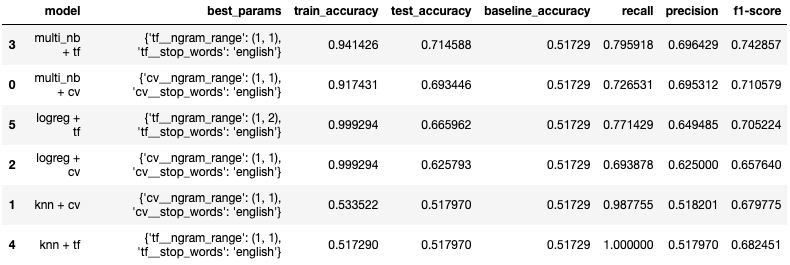 model best_params train_accuracy test_accuracy baseline_accuracy recall precision f1-score
3 multi_nb + tf {'tf__ngram_range': (1, 1), 'tf__stop_words': 'english'} 0.941426 0.714588 0.51729 0.795918 0.696429 0.742857
0 multi_nb + cv {'cv__ngram_range': (1, 1), 'cv__stop_words': 'english'} 0.917431 0.693446 0.51729 0.726531 0.695312 0.710579
5 logreg + tf {'tf__ngram_range': (1, 2), 'tf__stop_words': 'english'} 0.999294 0.665962 0.51729 0.771429 0.649485 0.705224
2 logreg + cv {'cv__ngram_range': (1, 1), 'cv__stop_words': 'english'} 0.999294 0.625793 0.51729 0.693878 0.625000 0.657640
1 knn + cv {'cv__ngram_range': (1, 1), 'cv__stop_words': 'english'} 0.533522 0.517970 0.51729 0.987755 0.518201 0.679775
4 knn + tf {'tf__ngram_range': (1, 1), 'tf__stop_words': 'english'} 0.517290 0.517970 0.51729 1.000000 0.517970 0.682451